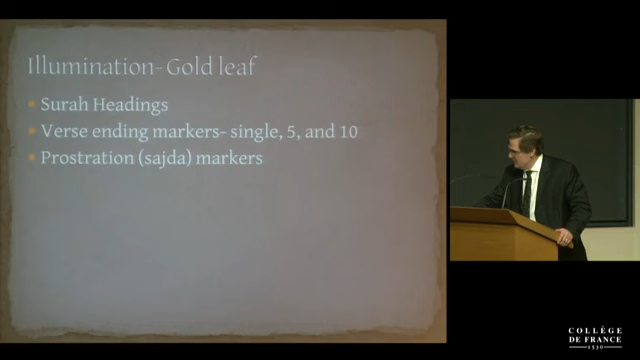 Illumination- Gold leaf
Surah Headings
Verse ending markers- single, 5, and 10
Prostration (sajda) markers
COLLÈGE
DE FRANCE
1530